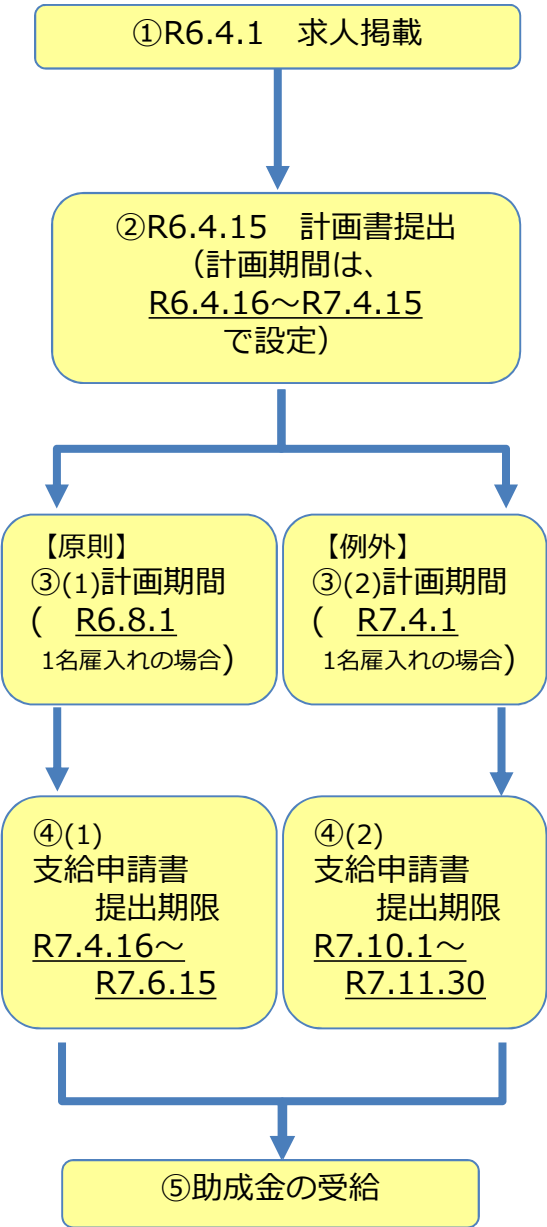 ①R6.4.1　求人掲載
②R6.4.15　計画書提出
（計画期間は、
R6.4.16～R7.4.15
で設定）
【原則】
③(1)計画期間
(　R6.8.1
1名雇入れの場合)
【例外】
③(2)計画期間
(　R7.4.1
1名雇入れの場合)
④(1)
支給申請書
提出期限
R7.4.16～
R7.6.15
④(2)
支給申請書
提出期限
R7.10.1～
R7.11.30
⑤助成金の受給